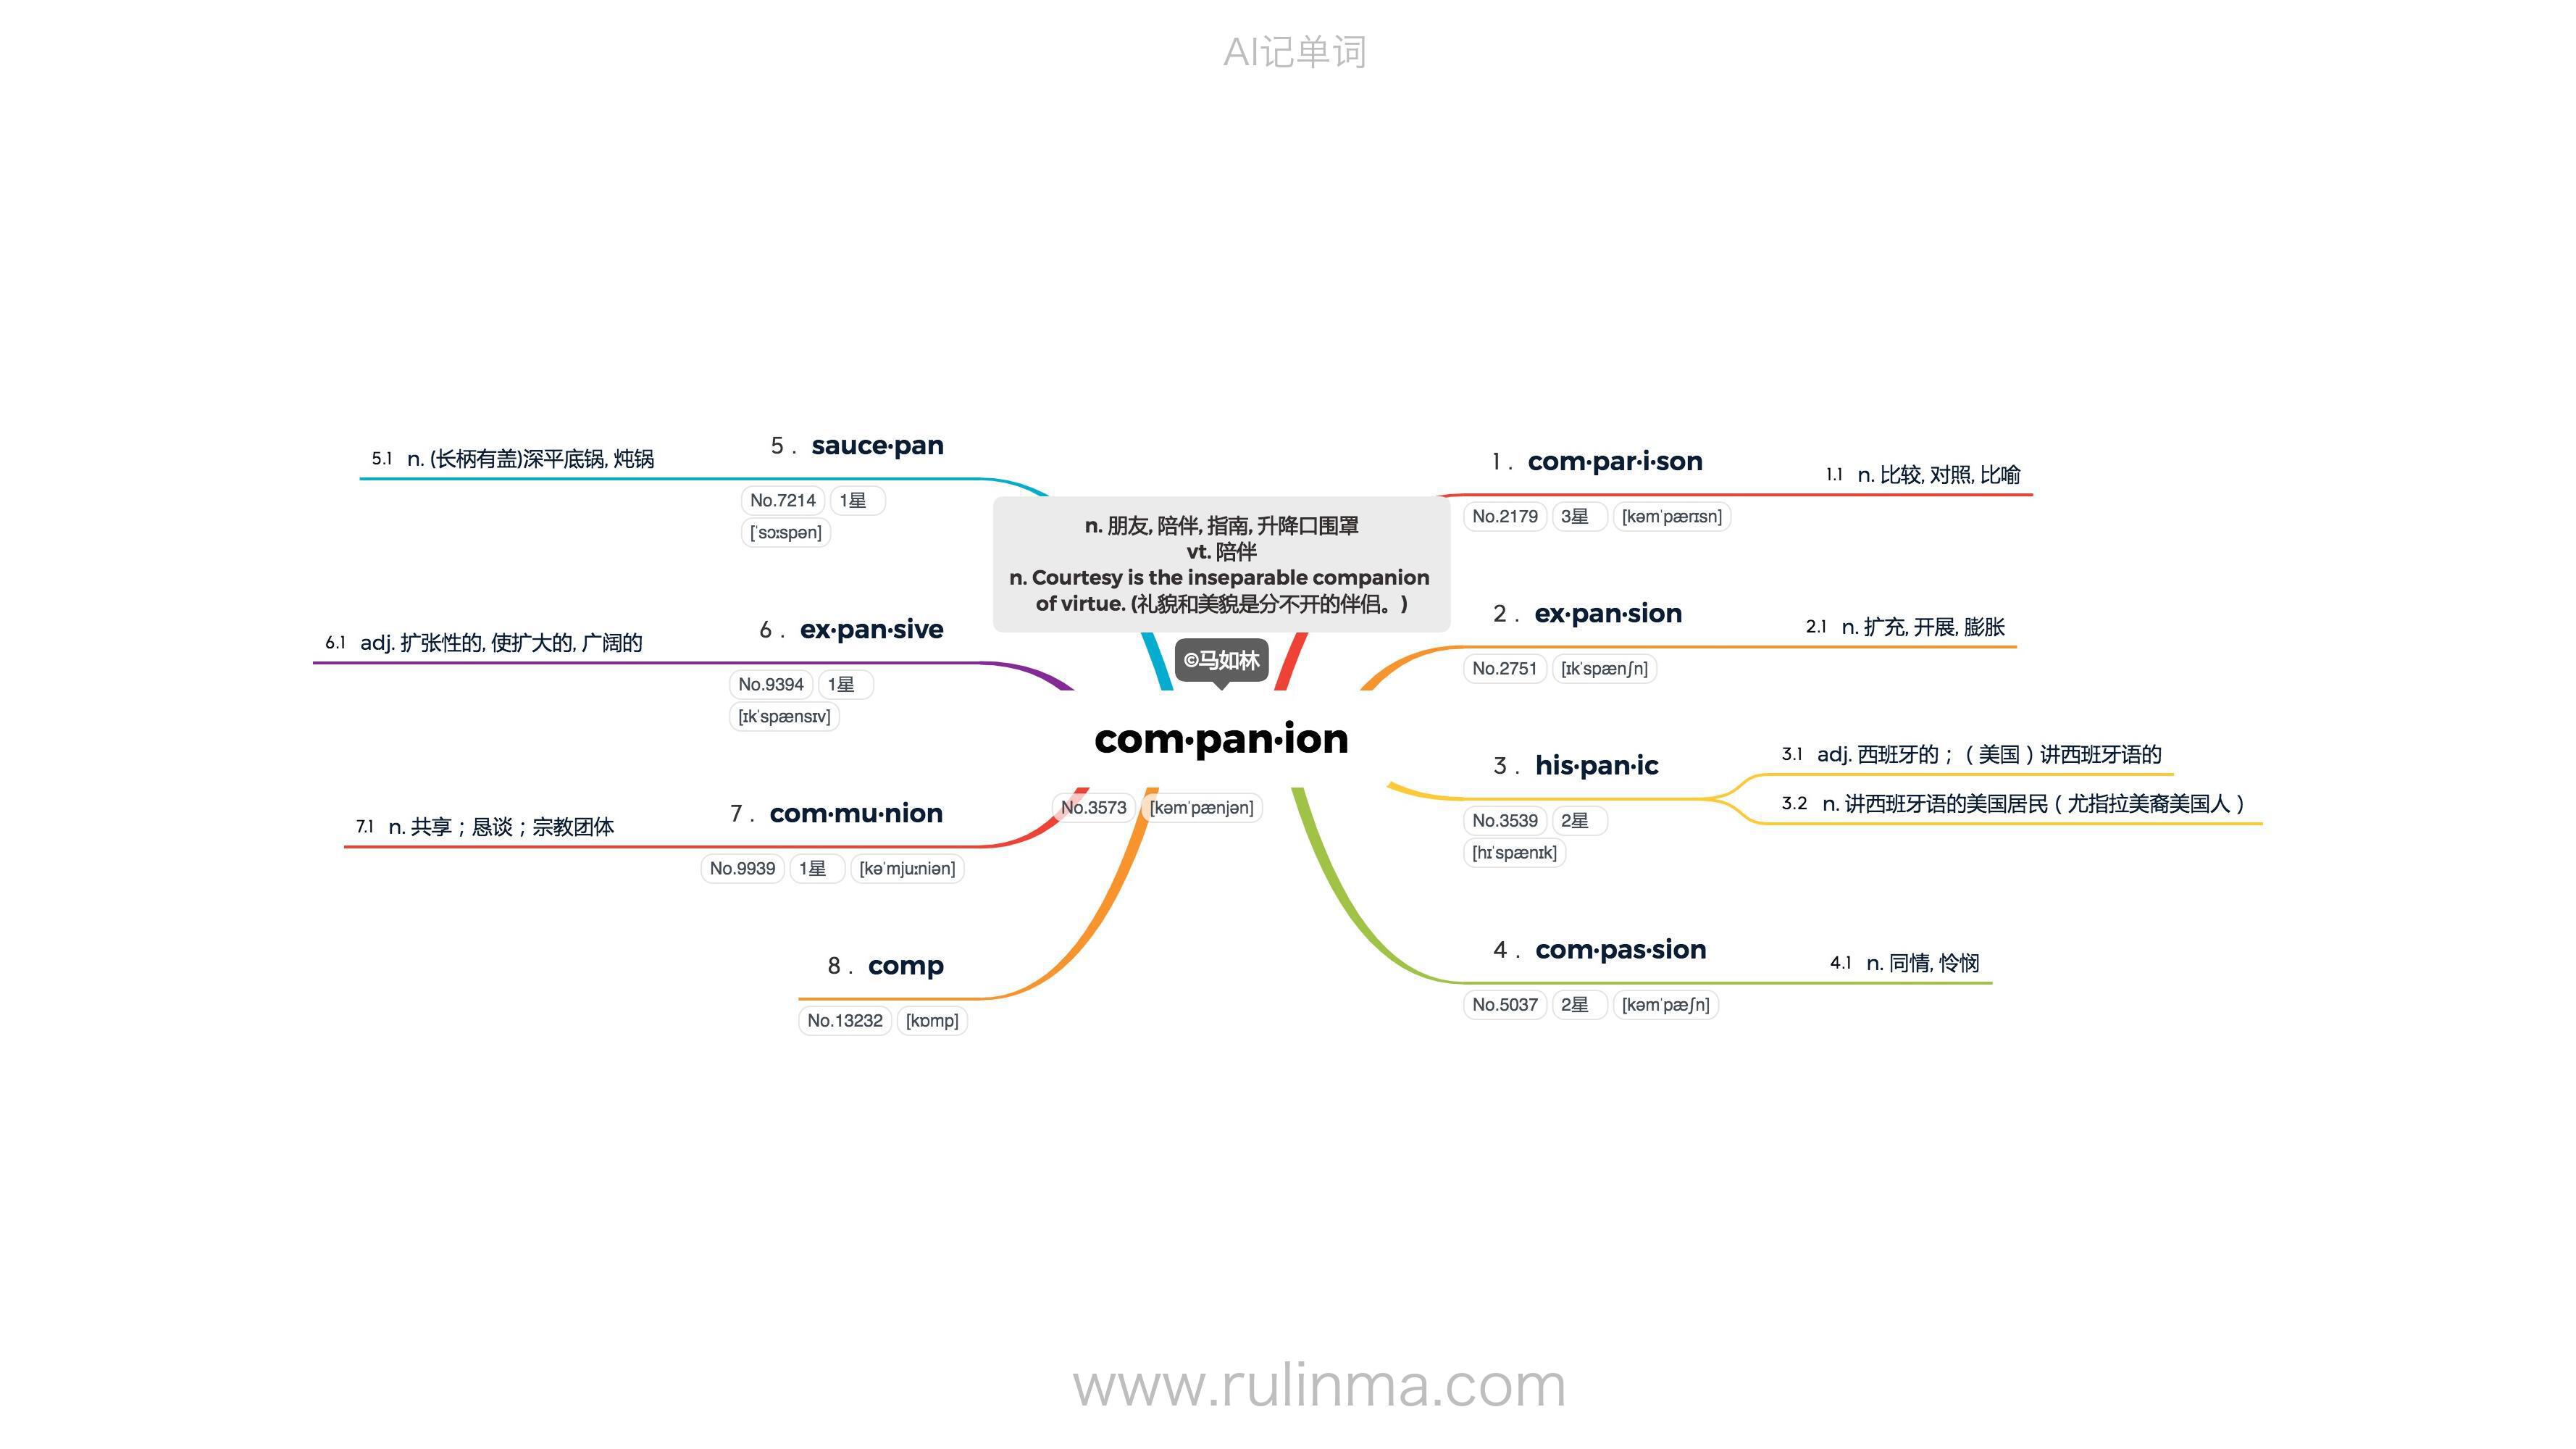 AI记单词
n. 朋友, 陪伴, 指南, 升降口围罩
vt. 陪伴
n. Courtesy is the inseparable companion
of virtue. (礼貌和美貌是分不开的伴侣。)
©马如林
com·pan·ion
No.3573 [kəmˈpænjən]
1 . com·par·i·son
No.2179 3星 [kəmˈpærɪsn]
1.1 n. 比较, 对照, 比喻
2 . ex·pan·sion
No.2751 [ɪkˈspænʃn]
2.1 n. 扩充, 开展, 膨胀
3 . his·pan·ic
No.3539 2星
[hɪˈspænɪk]
3.1 adj. 西班牙的；（美国）讲西班牙语的
3.2 n. 讲西班牙语的美国居民（尤指拉美裔美国人）
4 . com·pas·sion
No.5037 2星 [kəmˈpæʃn]
4.1 n. 同情, 怜悯
5 . sauce·pan
No.7214 1星
[ˈsɔːspən]
5.1 n. (长柄有盖)深平底锅, 炖锅
6 . ex·pan·sive
No.9394 1星
[ɪkˈspænsɪv]
6.1 adj. 扩张性的, 使扩大的, 广阔的
7 . com·mu·nion
No.9939 1星 [kəˈmjuːniən]
7.1 n. 共享；恳谈；宗教团体
8 . comp
No.13232 [kɒmp]
www.rulinma.com